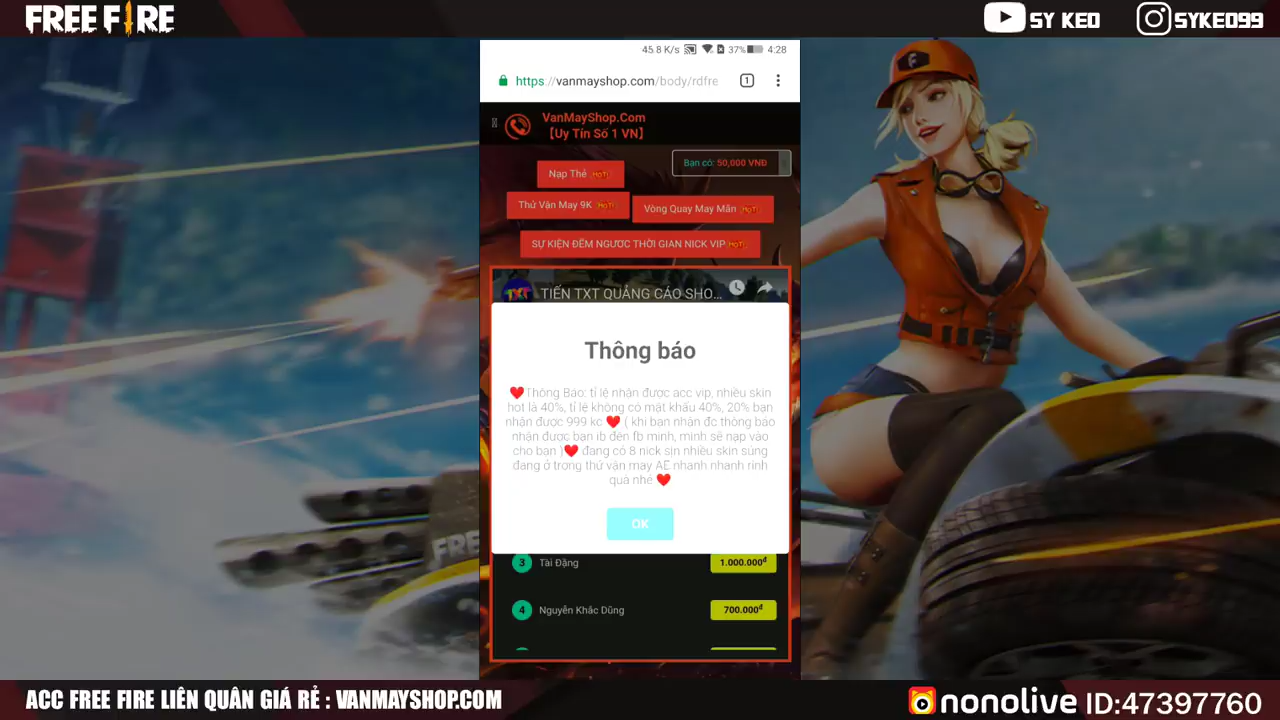 FREE FIRE
SY KEO
SYKEO99
45.8 K/s
37%
4:28
https://vanmayshop.com/body/rdfre
1
VanMayShop.Com
【Uy Tín Số 1 VN】
Bạn có: 50,000 VNĐ
Nạp Thẻ HOT!
Thử Vận May 9K HOT!
Vòng Quay May Mắn HOT!
SỰ KIỆN ĐẾM NGƯỢC THỜI GIAN NICK VIP HOT!
TXT
TIẾN TXT QUẢNG CÁO SHO...
Thông báo
❤️Thông Báo: tỉ lệ nhận được acc vip, nhiều skin
hot là 40%, tỉ lệ không có mật khẩu 40%, 20% bạn
nhận được 999 kc ❤️ ( khi bạn nhận đc thông báo
nhận được bạn ib đến fb mình, mình sẽ nạp vào
cho bạn )❤️ đang có 8 nick sịn nhiều skin súng
đang ở trong thử vận may AE nhanh nhanh rinh
quà nhé ❤️
OK
3 Tài Đặng 1.000.000đ
4 Nguyễn Khắc Dũng 700.000đ
FREE
ACC FREE FIRE LIÊN QUÂN GIÁ RẺ : VANMAYSHOP.COM
nonolive ID:47397760